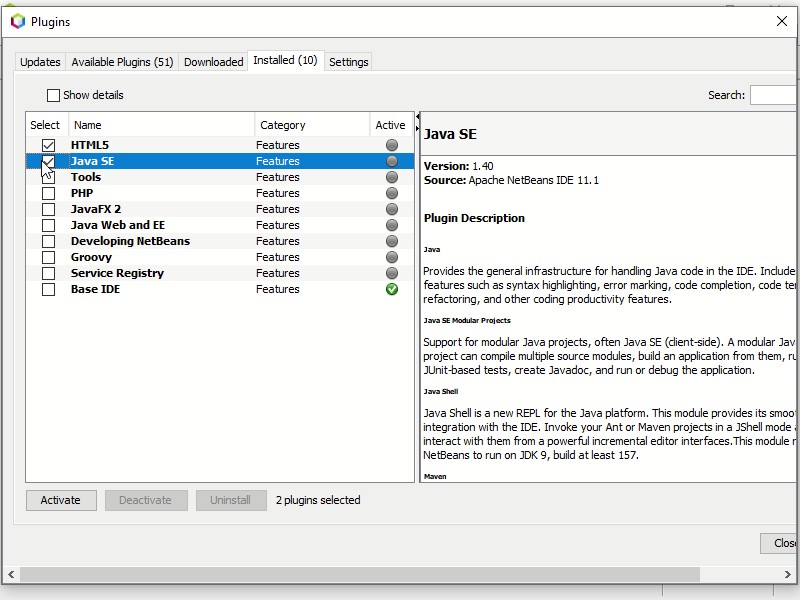 Plugins
Updates Available Plugins (51) Downloaded Installed (10) Settings
Show details Search:
Select Name Category Active
HTML5 Features
Java SE Features
Tools Features
PHP Features
JavaFX 2 Features
Java Web and EE Features
Developing NetBeans Features
Groovy Features
Service Registry Features
Base IDE Features
Java SE
Version: 1.40
Source: Apache NetBeans IDE 11.1
Plugin Description
Java
Provides the general infrastructure for handling Java code in the IDE. Include
features such as syntax highlighting, error marking, code completion, code te
refactoring, and other coding productivity features.
Java SE Modular Projects
Support for modular Java projects, often Java SE (client-side). A modular Jav
project can compile multiple source modules, build an application from them, ru
JUnit-based tests, create Javadoc, and run or debug the application.
Java Shell
Java Shell is a new REPL for the Java platform. This module provides its smoo
integration with the IDE. Invoke your Ant or Maven projects in a JShell mode
interact with them from a powerful incremental editor interfaces.This module
NetBeans to run on JDK 9, build at least 157.
Maven
Activate Deactivate Uninstall 2 plugins selected
Close